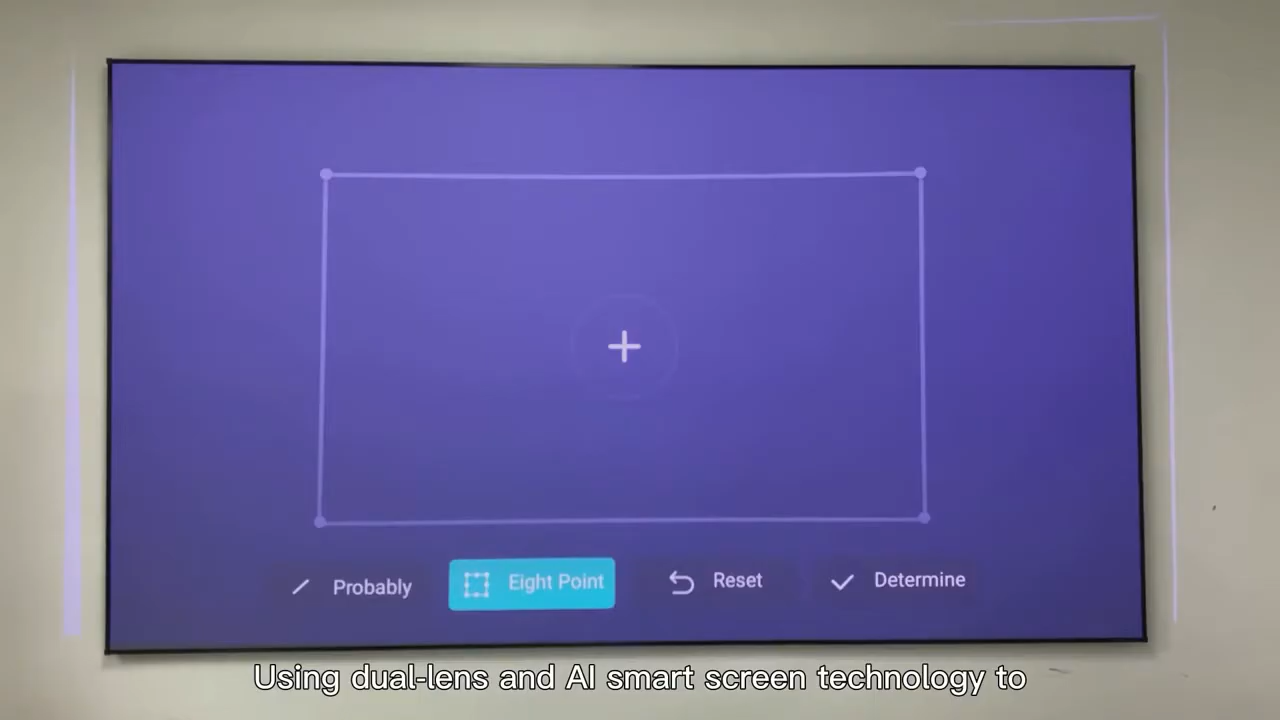 Probably
Eight Point
Reset
Determine
Using dual-lens and AI smart screen technology to